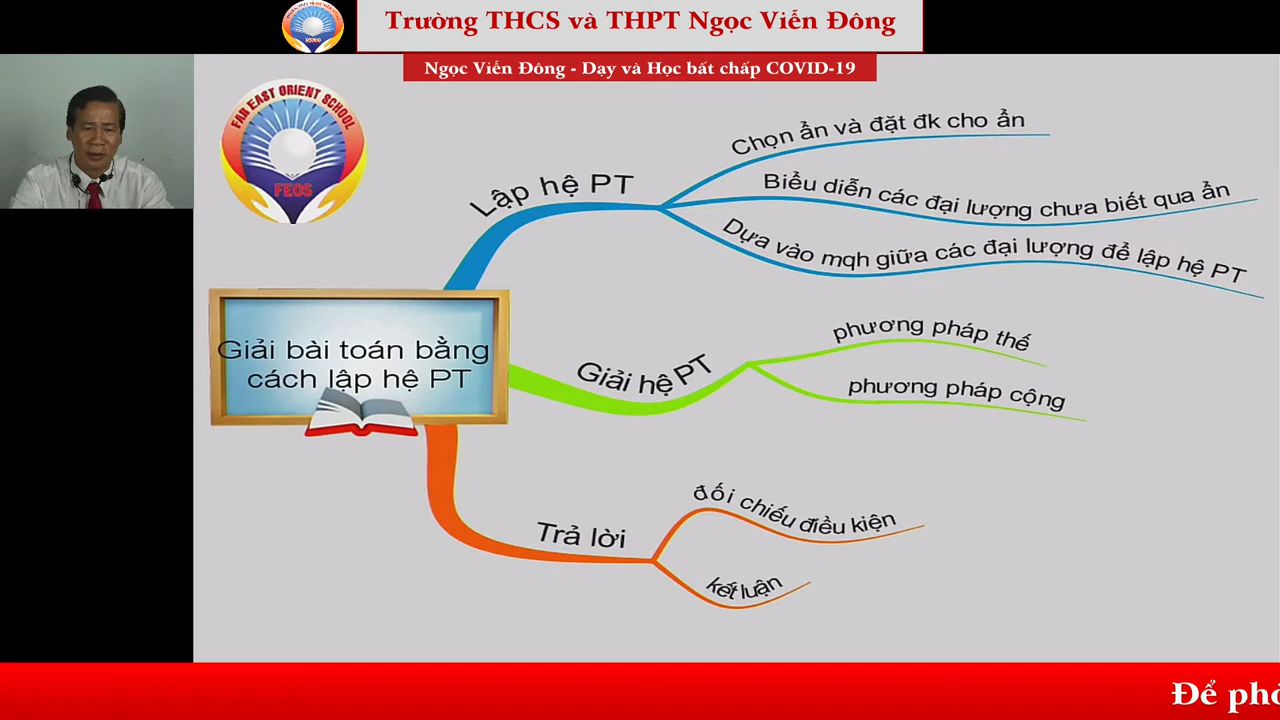 Trường THCS và THPT Ngọc Viễn Đông
Ngọc Viễn Đông - Dạy và Học bất chấp COVID-19
FAR EAST ORIENT SCHOOL
FEOS
Lập hệ PT
Chọn ẩn và đặt đk cho ẩn
Biểu diễn các đại lượng chưa biết qua ẩn
Dựa vào mqh giữa các đại lượng để lập hệ PT
Giải bài toán bằng
cách lập hệ PT
Giải hệ PT
phương pháp thế
phương pháp cộng
Trả lời
đối chiếu điều kiện
kết luận
Để